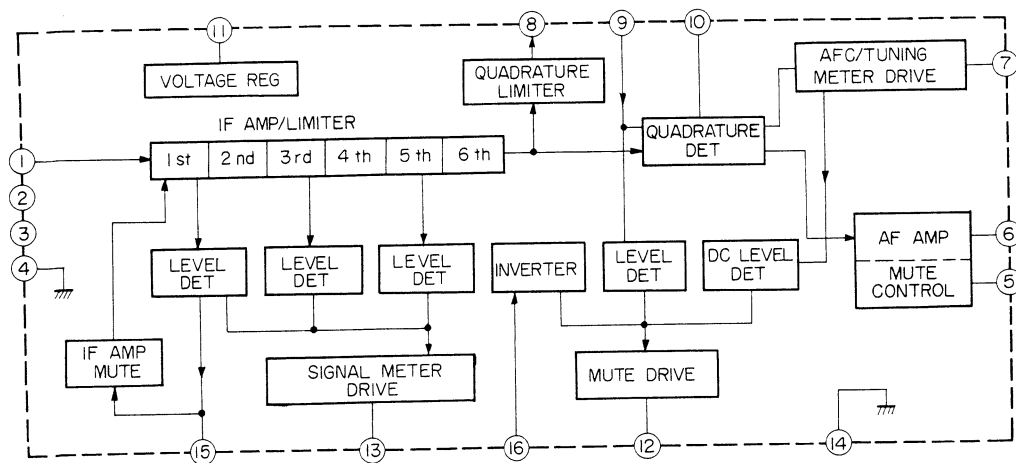 11
8
9
10
VOLTAGE REG
QUADRATURE
LIMITER
AFC/TUNING
METER DRIVE
7
IF AMP/LIMITER
1st 2nd 3rd 4th 5th 6th
QUADRATURE
DET
1
2
3
4
LEVEL
DET
LEVEL
DET
LEVEL
DET
INVERTER
LEVEL
DET
DC LEVEL
DET
AF AMP
MUTE
CONTROL
6
5
IF AMP
MUTE
SIGNAL METER
DRIVE
MUTE DRIVE
15
13
16
12
14